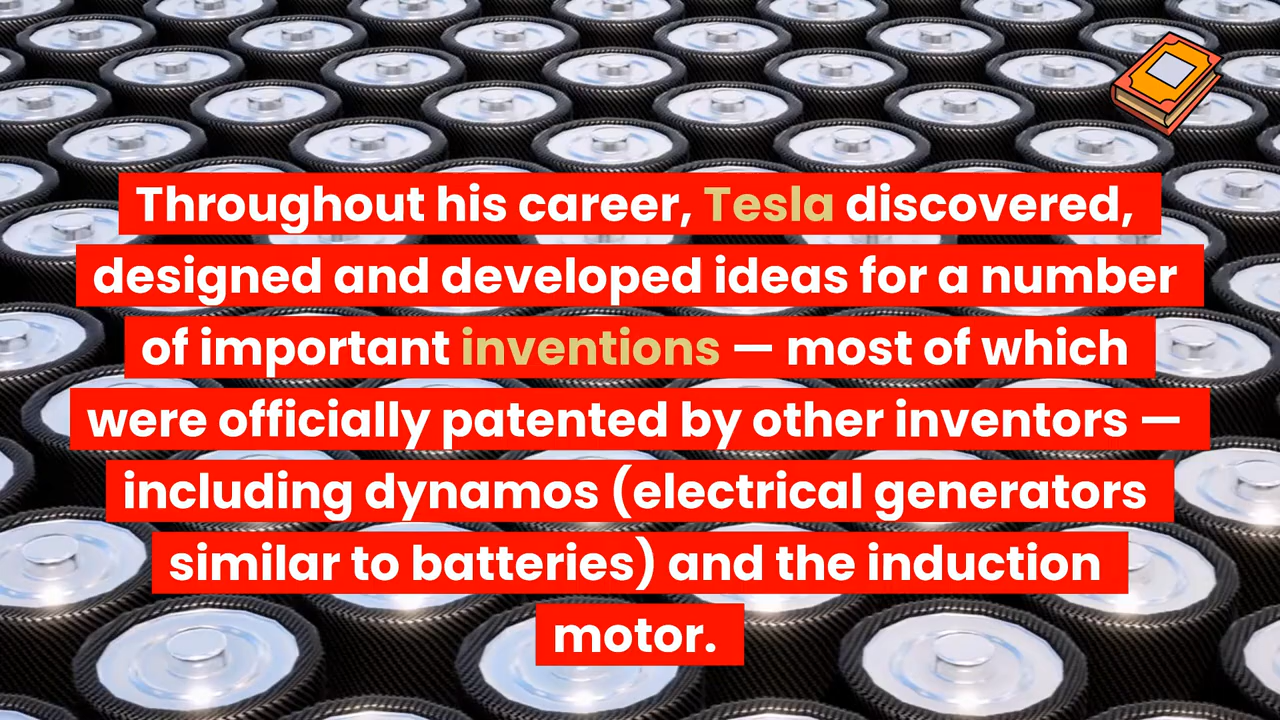 Throughout his career, Tesla discovered,
designed and developed ideas for a number
of important inventions — most of which
were officially patented by other inventors —
including dynamos (electrical generators
similar to batteries) and the induction
motor.